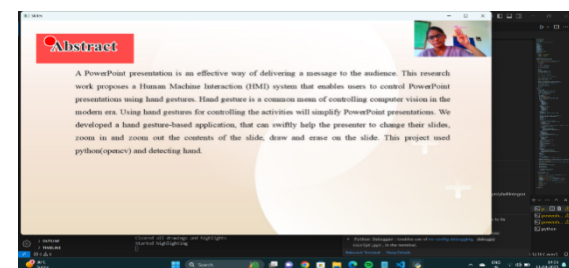 Slides
Abstract
A PowerPoint presentation is an effective way of delivering a message to the audience. This research
work proposes a Human Machine Interaction (HMI) system that enables users to control PowerPoint
presentations using hand gestures. Hand gesture is a common mean of controlling computer vision in the
modern era. Using hand gestures for controlling the activities will simplify PowerPoint presentations. We
developed a hand gesture-based application, that can swiftly help the presenter to change their slides,
zoom in and zoom out the contents of the slide, draw and erase on the slide. This project used
python(opencv) and detecting hand.
OUTLINE
TIMELINE
Cleared all drawings and highlights
Started highlighting
Search
ENG